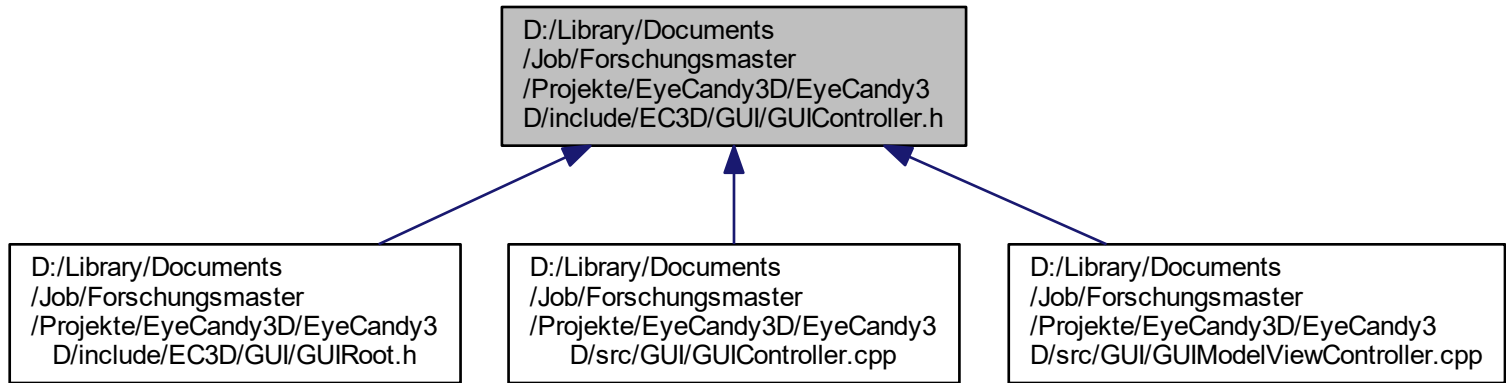 D:/Library/Documents
/Job/Forschungsmaster
/Projekte/EyeCandy3D/EyeCandy3
D/include/EC3D/GUI/GUIController.h
D:/Library/Documents
/Job/Forschungsmaster
/Projekte/EyeCandy3D/EyeCandy3
D/include/EC3D/GUI/GUIRoot.h
D:/Library/Documents
/Job/Forschungsmaster
/Projekte/EyeCandy3D/EyeCandy3
D/src/GUI/GUIController.cpp
D:/Library/Documents
/Job/Forschungsmaster
/Projekte/EyeCandy3D/EyeCandy3
D/src/GUI/GUIModelViewController.cpp